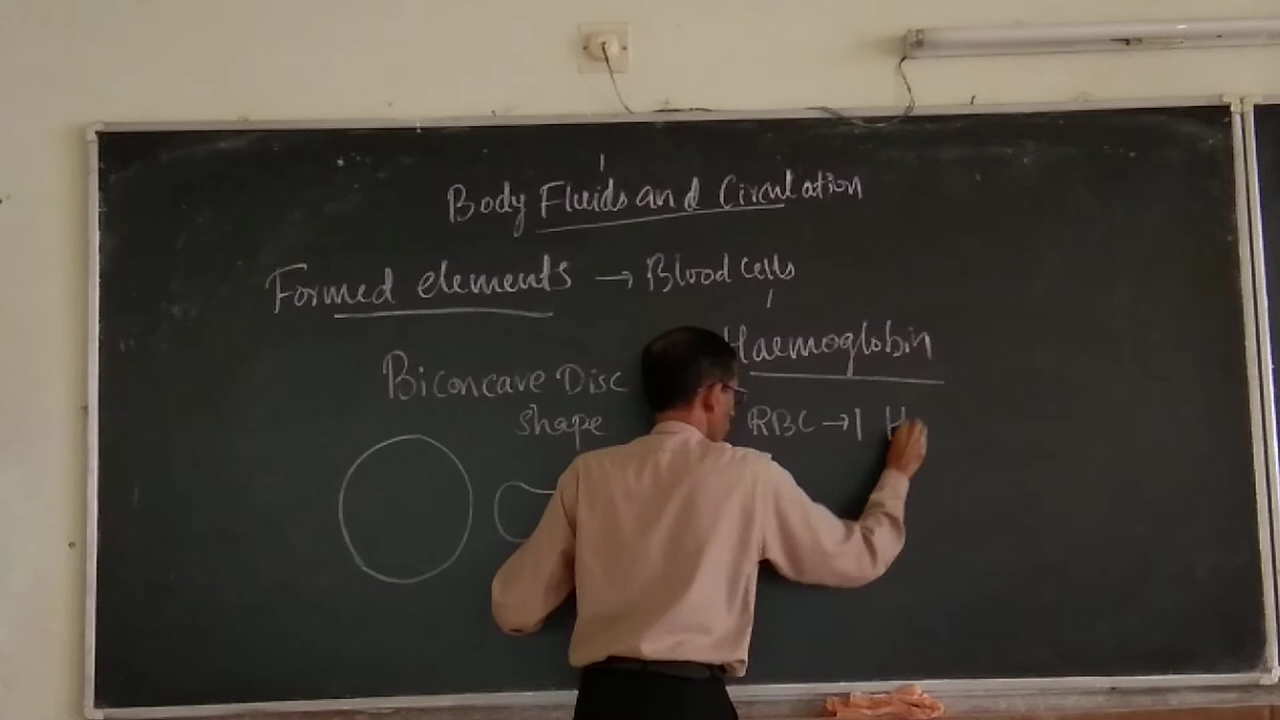 Body Fluids and Circulation
Formed elements → Blood cells
Haemoglobin
Biconcave Disc
shape
RBC → 1 H